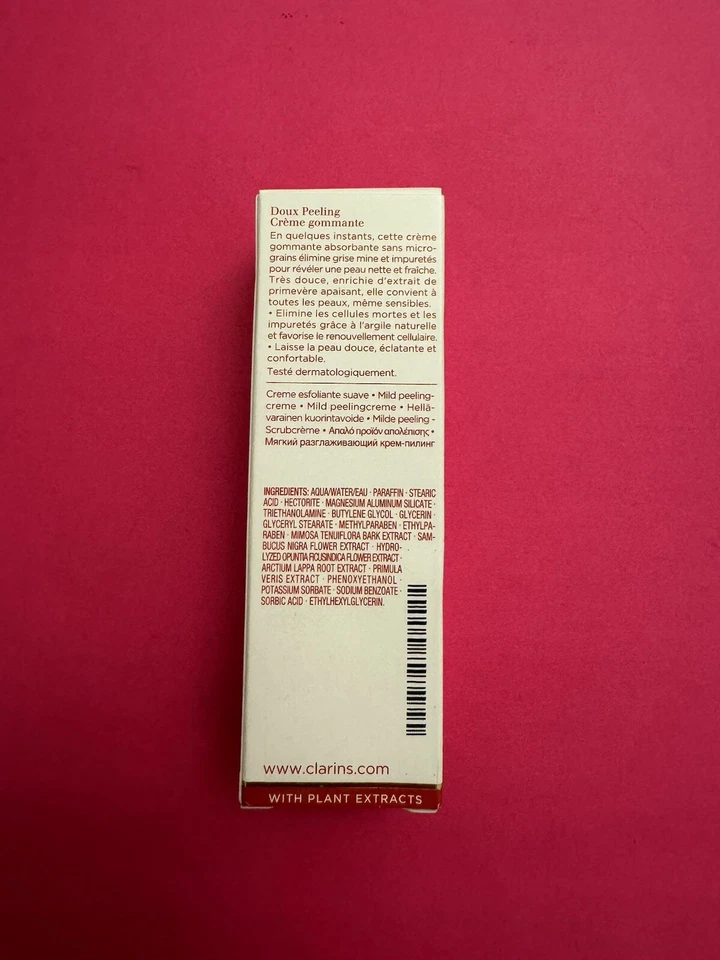 Doux Peeling
Crème gommante
En quelques instants, cette crème
gommante absorbante sans micro-
grains élimine grise mine et impuretés
pour révéler une peau nette et fraîche.
Très douce, enrichie d'extrait de
primevère apaisant, elle convient à
toutes les peaux, même sensibles.
• Elimine les cellules mortes et les
impuretés grâce à l'argile naturelle
et favorise le renouvellement cellulaire.
• Laisse la peau douce, éclatante et
confortable.
Testé dermatologiquement.
Creme esfoliante suave • Mild peeling-
creme • Mild peelingcreme • Hellä-
varainen kuorintavoide • Milde peeling -
Scrubcrème • Απαλό προϊόν απολέπισης •
Мягкий разглаживающий крем-пилинг
INGREDIENTS: AQUA/WATER/EAU · PARAFFIN · STEARIC
ACID · HECTORITE · MAGNESIUM ALUMINUM SILICATE ·
TRIETHANOLAMINE · BUTYLENE GLYCOL · GLYCERIN ·
GLYCERYL STEARATE · METHYLPARABEN · ETHYLPA-
RABEN · MIMOSA TENUIFLORA BARK EXTRACT · SAM-
BUCUS NIGRA FLOWER EXTRACT · HYDRO-
LYZED OPUNTIA FICUSINDICA FLOWER EXTRACT ·
ARCTIUM LAPPA ROOT EXTRACT · PRIMULA
VERIS EXTRACT · PHENOXYETHANOL ·
POTASSIUM SORBATE · SODIUM BENZOATE ·
SORBIC ACID · ETHYLHEXYLGLYCERIN.
www.clarins.com
WITH PLANT EXTRACTS